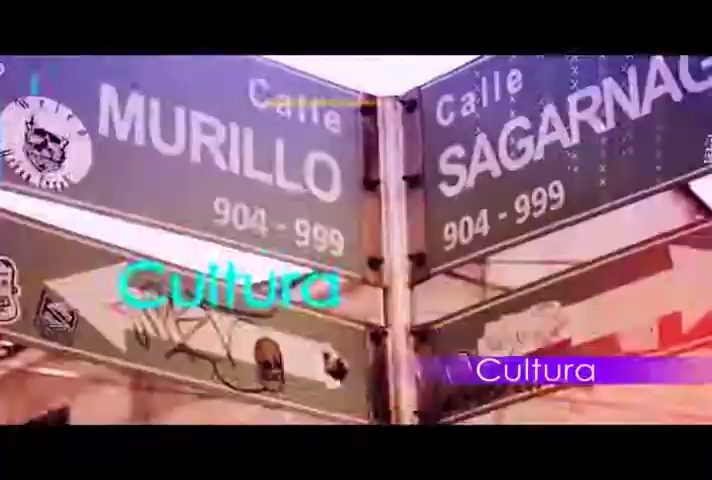 Calle
MURILLO
904 - 999
Calle
SAGARNAG
904 - 999
Cultura
Cultura